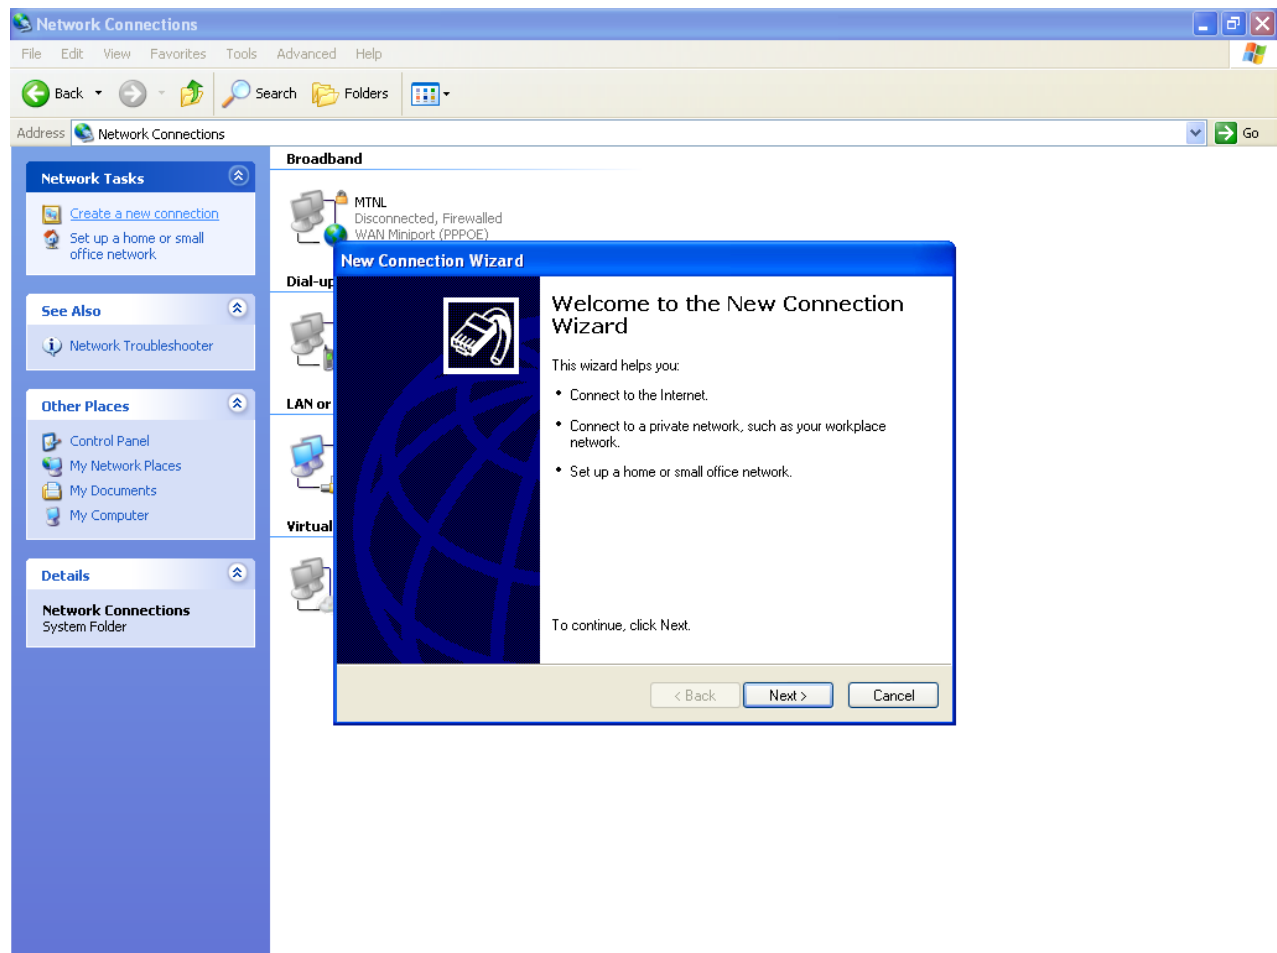 Network Connections
File Edit View Favorites Tools Advanced Help
Back Search Folders
Address Network Connections Go
Network Tasks
Create a new connection
Set up a home or small
office network
See Also
Network Troubleshooter
Other Places
Control Panel
My Network Places
My Documents
My Computer
Details
Network Connections
System Folder
Broadband
MTNL
Disconnected, Firewalled
WAN Miniport (PPPOE)
Dial-up
LAN or
Virtual
New Connection Wizard
Welcome to the New Connection
Wizard
This wizard helps you:
• Connect to the Internet.
• Connect to a private network, such as your workplace
network.
• Set up a home or small office network.
To continue, click Next.
< Back Next > Cancel